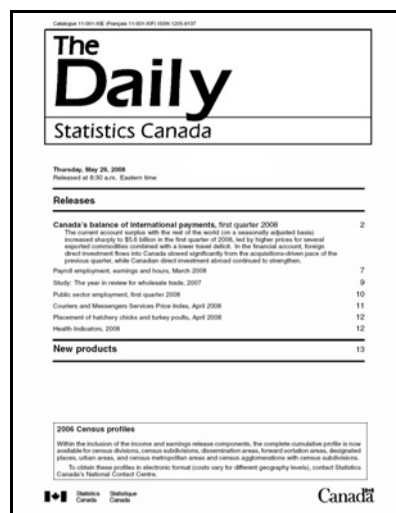 Catalogue 11-001-XIE (Français 11-001-XIF) ISSN 1205-9137
The
Daily
Statistics Canada
Thursday, May 29, 2008
Released at 8:30 a.m. Eastern time
Releases
Canada's balance of international payments, first quarter 2008 2
The current account surplus with the rest of the world (on a seasonally adjusted basis)
increased sharply to $5.6 billion in the first quarter of 2008, led by higher prices for several
exported commodities combined with a lower travel deficit. In the financial account, foreign
direct investment flows into Canada slowed significantly from the acquisitions-driven pace of the
previous quarter, while Canadian direct investment abroad continued to strengthen.
Payroll employment, earnings and hours, March 2008 7
Study: The year in review for wholesale trade, 2007 9
Public sector employment, first quarter 2008 10
Couriers and Messengers Services Price Index, April 2008 11
Placement of hatchery chicks and turkey poults, April 2008 12
Health Indicators, 2008 12
New products 13
2006 Census profiles
Within the inclusion of the income and earnings release components, the complete cumulative profile is now
available for census divisions, census subdivisions, dissemination areas, forward sortation areas, designated
places, urban areas, and census metropolitan areas and census agglomerations with census subdivisions.
To obtain these profiles in electronic format (costs vary for different geography levels), contact Statistics
Canada's National Contact Centre.
Statistics Statistique
Canada Canada
Canada